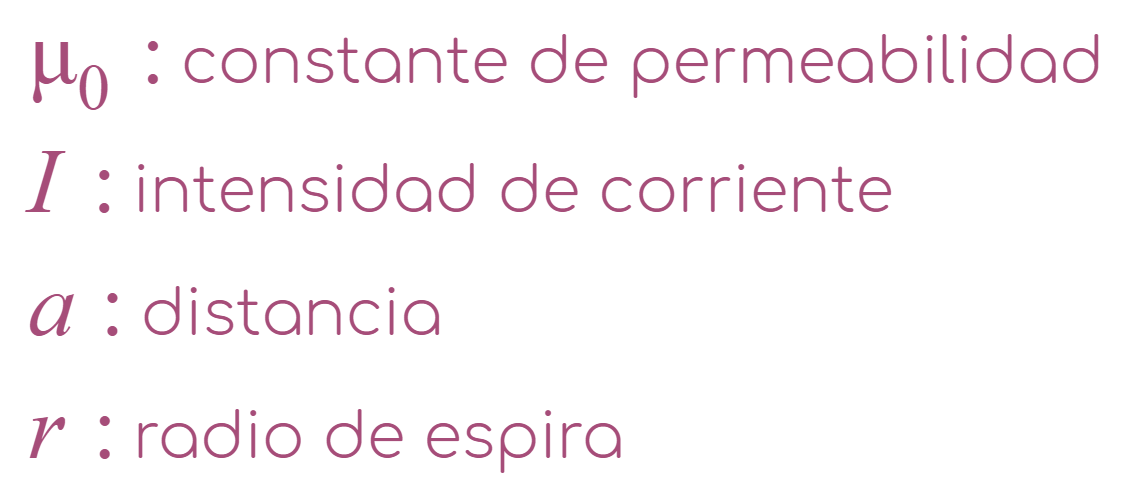 μ₀ : constante de permeabilidad
I : intensidad de corriente
a : distancia
r : radio de espira